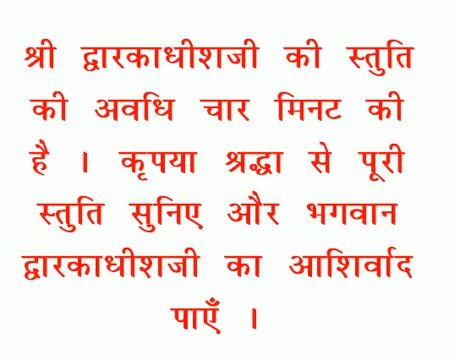 श्री द्वारकाधीशजी की स्तुति
की अवधि चार मिनट की
है । कृपया श्रद्धा से पूरी
स्तुति सुनिए और भगवान
द्वारकाधीशजी का आशिर्वाद
पाएँ ।